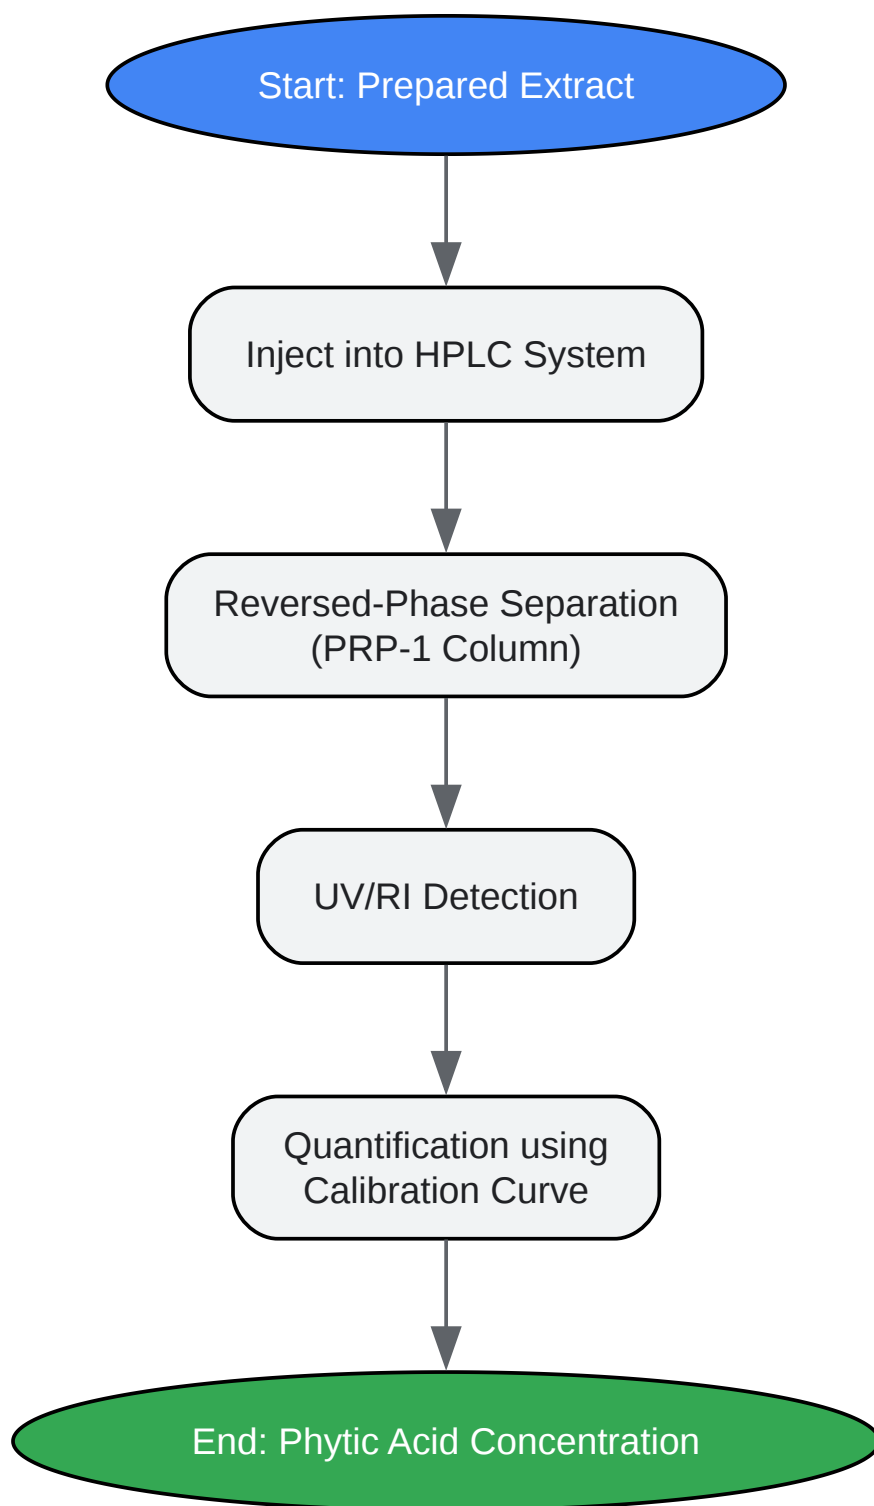 Start: Prepared Extract
Inject into HPLC System
Reversed-Phase Separation
(PRP-1 Column)
UV/RI Detection
Quantification using
Calibration Curve
End: Phytic Acid Concentration